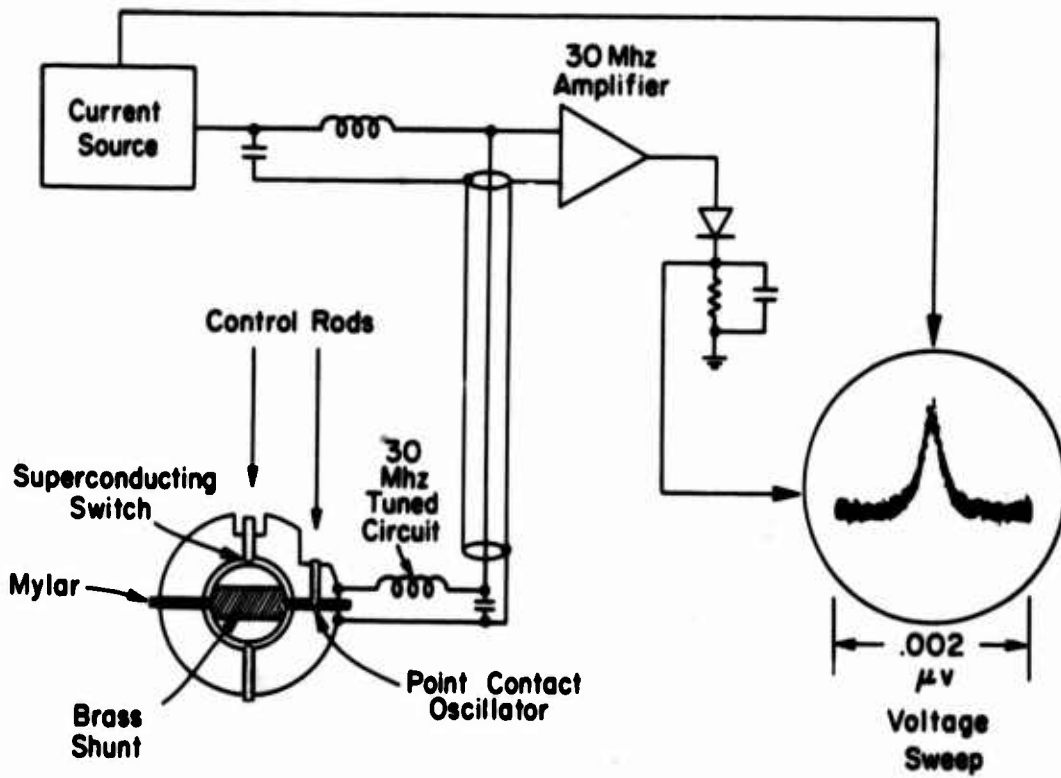 30 Mhz
Amplifier
Current
Source
Control Rods
30
Mhz
Tuned
Circuit
Superconducting
Switch
Mylar
Point Contact
Oscillator
Brass
Shunt
.002
μv
Voltage
Sweep